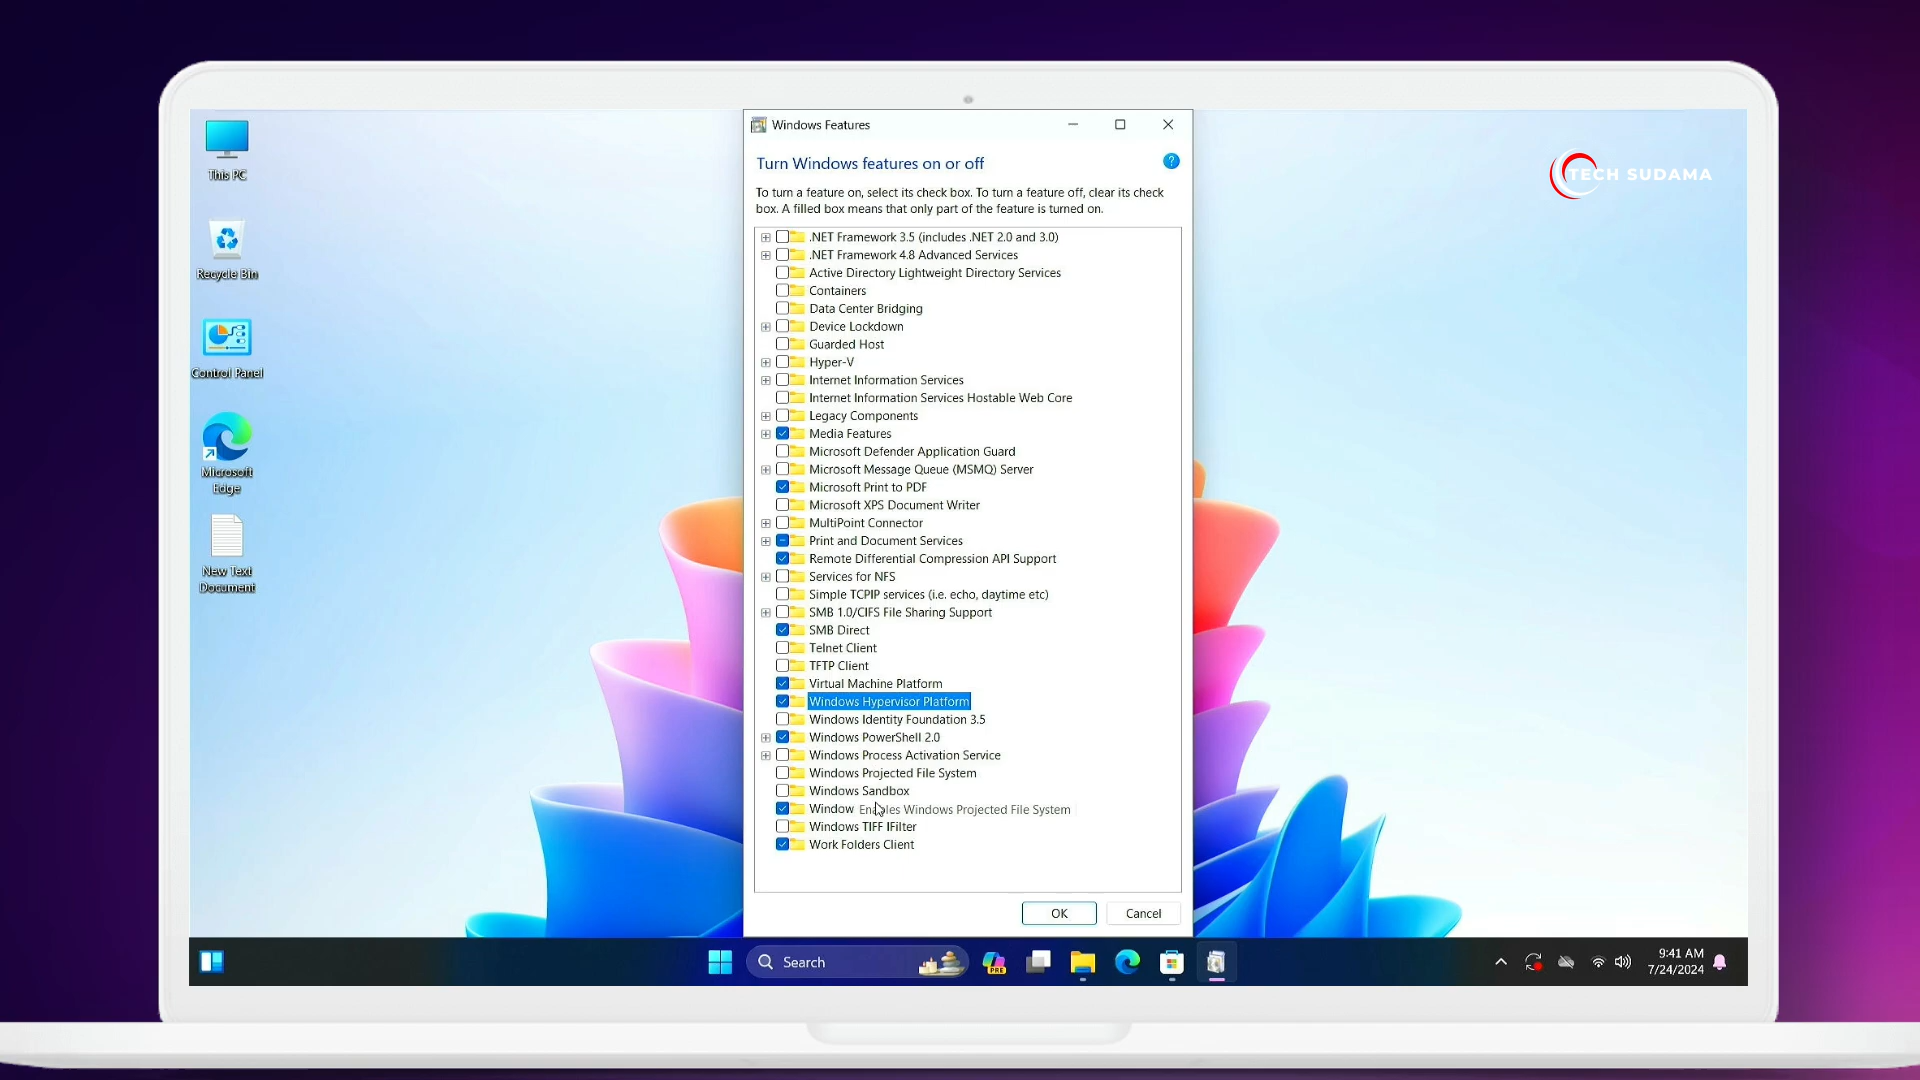 Windows Features
Turn Windows features on or off
?
To turn a feature on, select its check box. To turn a feature off, clear its check
box. A filled box means that only part of the feature is turned on.
.NET Framework 3.5 (includes .NET 2.0 and 3.0)
.NET Framework 4.8 Advanced Services
Active Directory Lightweight Directory Services
Containers
Data Center Bridging
Device Lockdown
Guarded Host
Hyper-V
Internet Information Services
Internet Information Services Hostable Web Core
Legacy Components
Media Features
Microsoft Defender Application Guard
Microsoft Message Queue (MSMQ) Server
Microsoft Print to PDF
Microsoft XPS Document Writer
MultiPoint Connector
Print and Document Services
Remote Differential Compression API Support
Services for NFS
Simple TCPIP services (i.e. echo, daytime etc)
SMB 1.0/CIFS File Sharing Support
SMB Direct
Telnet Client
TFTP Client
Virtual Machine Platform
Windows Hypervisor Platform
Windows Identity Foundation 3.5
Windows PowerShell 2.0
Windows Process Activation Service
Windows Projected File System
Windows Sandbox
Window Enables Windows Projected File System
Windows TIFF IFilter
Work Folders Client
OK
Cancel
This PC
Recycle Bin
Control Panel
Microsoft
Edge
New Text
Document
TECH SUDAMA
Search
PRE
9:41 AM
7/24/2024